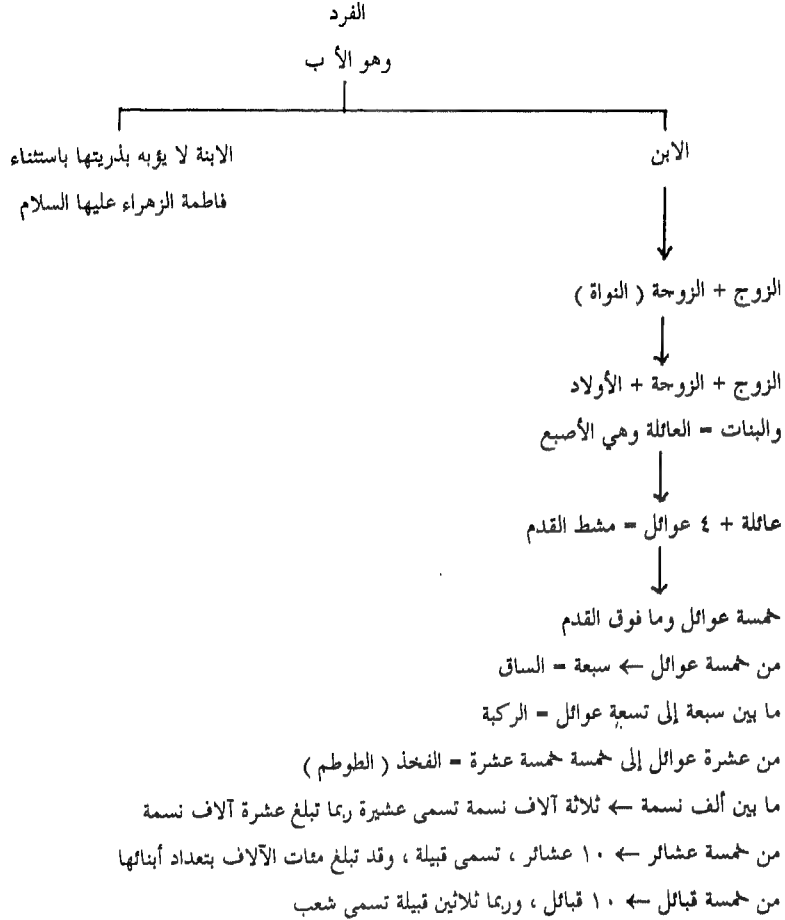 الفرد
وهو الأ ب
الابن
الابنة لا يؤبه بذريتها باستثناء
فاطمة الزهراء عليها السلام
الزوج + الزوجة ( النواة )
الزوج + الزوجة + الأولاد
والبنات = العائلة وهي الأصبع
عائلة + ٤ عوائل = مشط القدم
خمسة عوائل وما فوق القدم
من خمسة عوائل ← سبعة = الساق
ما بين سبعة إلى تسعة عوائل = الركبة
من عشرة عوائل إلى خمسة خمسة عشرة = الفخذ ( الطوطم )
ما بين ألف نسمة ← ثلاثة آلاف نسمة تسمى عشيرة ربما تبلغ عشرة آلاف نسمة
من خمسة عشائر ← ١٠ عشائر ، تسمى قبيلة ، وقد تبلغ مئات الآلاف بتعداد أبنائها
من خمسة قبائل ← ١٠ قبائل ، وربما ثلاثين قبيلة تسمى شعب